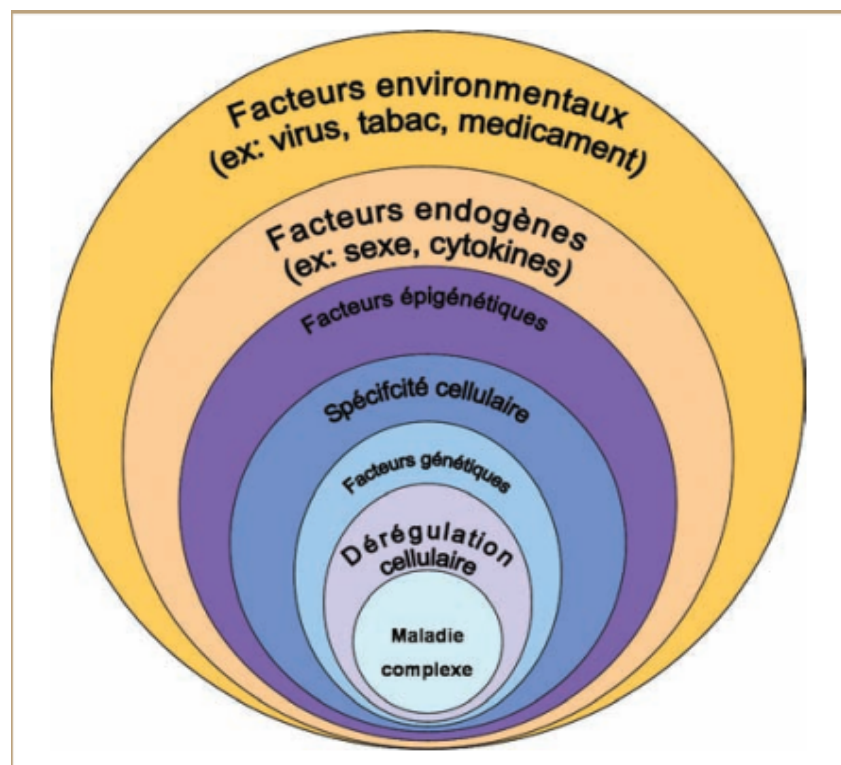 Facteurs environmentaux
(ex: virus, tabac, medicament)
Facteurs endogènes
(ex: sexe, cytokines)
Facteurs épigénétiques
Spécifcité cellulaire
Facteurs génétiques
Dérégulation
cellulaire
Maladie
complexe